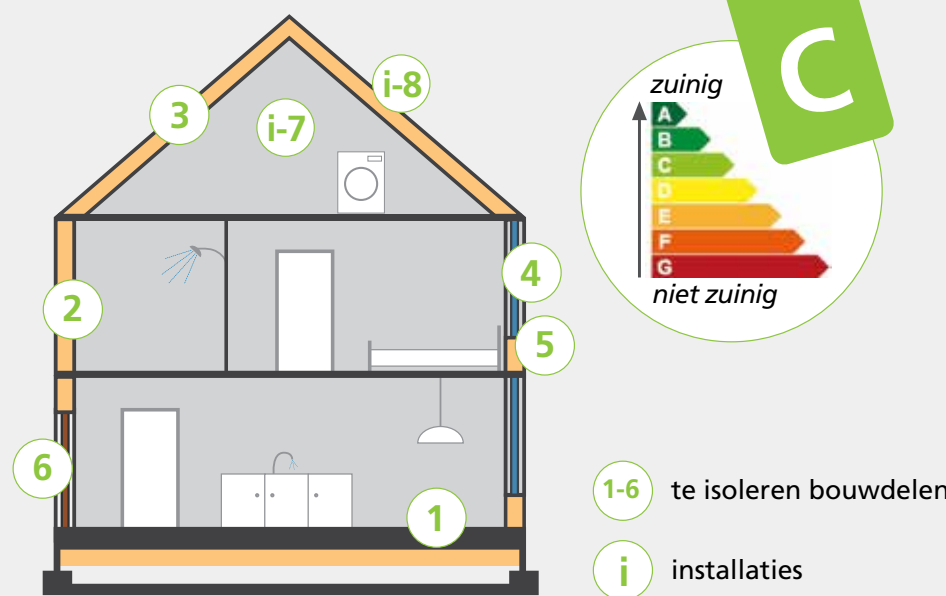 C
zuinig
A
B
C
D
E
F
G
niet zuinig
3
i-8
i-7
2
4
5
6
1
1-6 te isoleren bouwdelen
i installaties